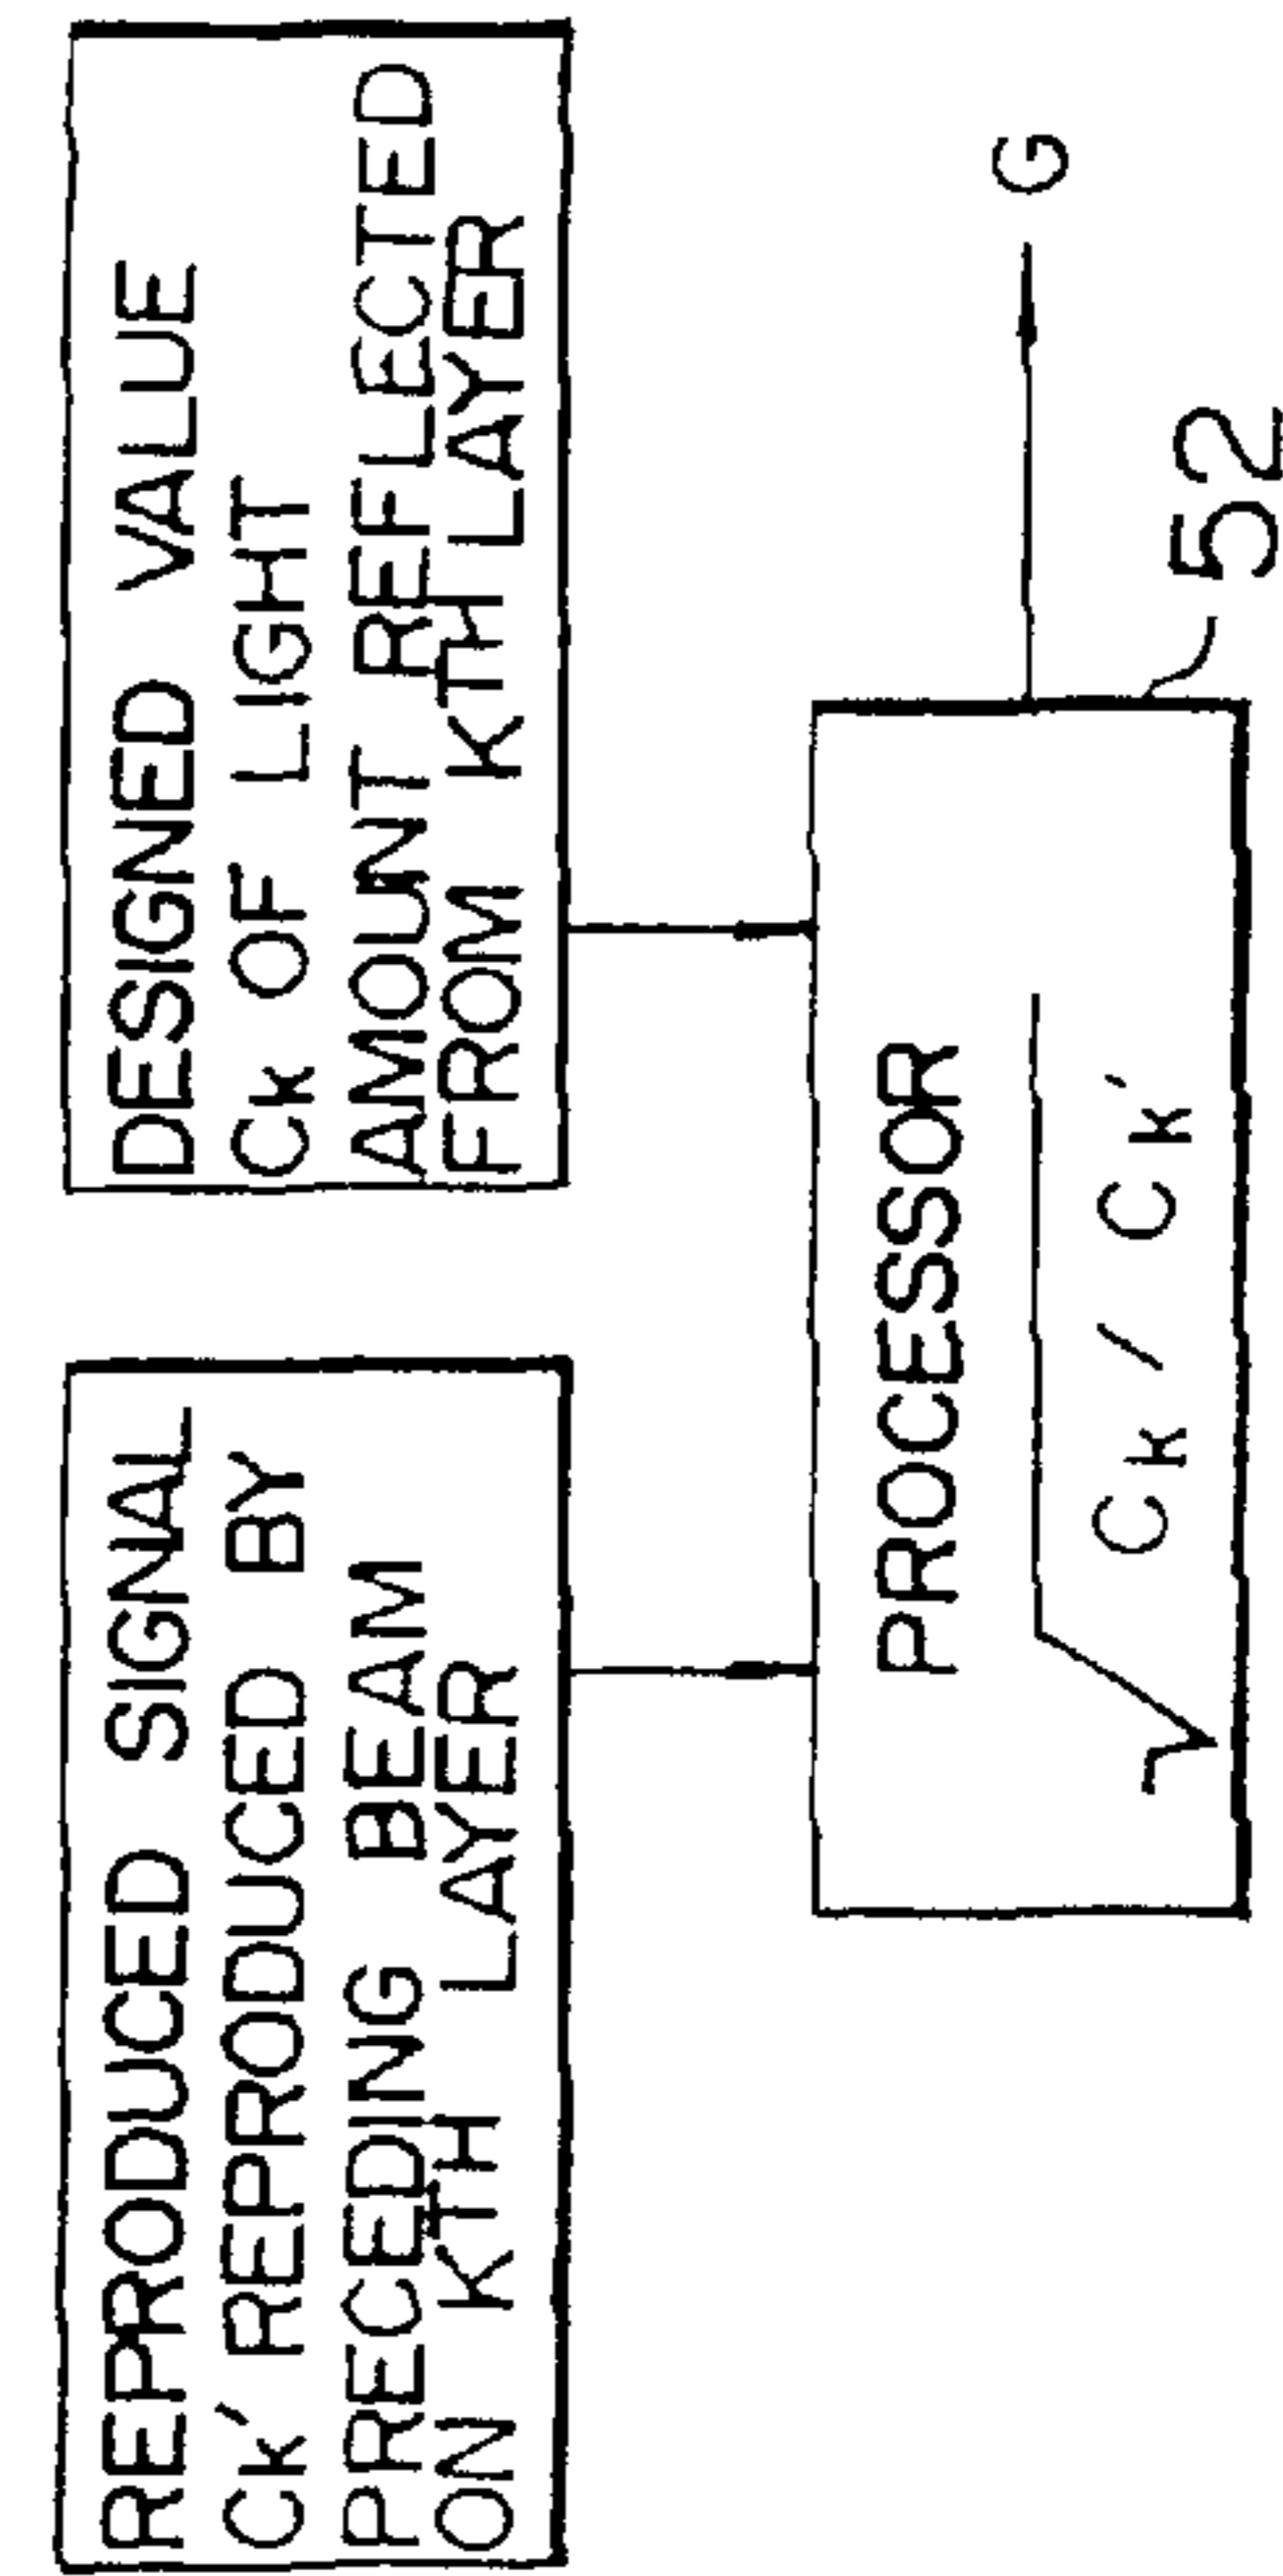 REPRODUCED SIGNAL
Ck' REPRODUCED BY
PRECEDING BEAM
ON KTH LAYER
DESIGNED VALUE
Ck OF LIGHT
AMOUNT REFLECTED
FROM KTH LAYER
PROCESSOR
√Ck / Ck'
G
52